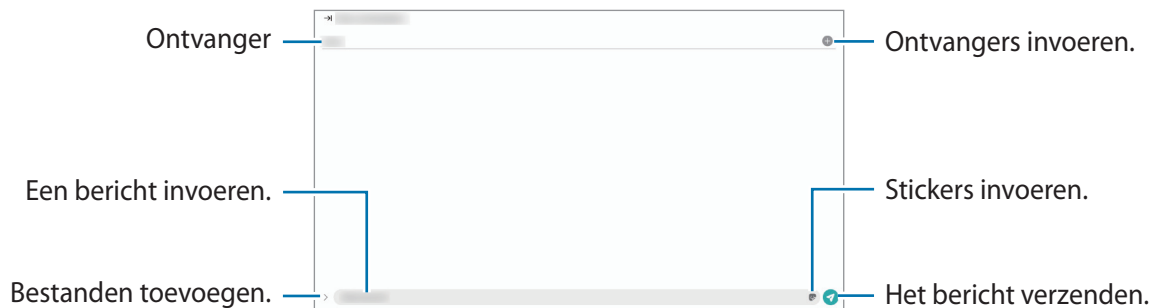 Ontvanger
Ontvangers invoeren.
Een bericht invoeren.
Stickers invoeren.
Bestanden toevoegen.
Het bericht verzenden.